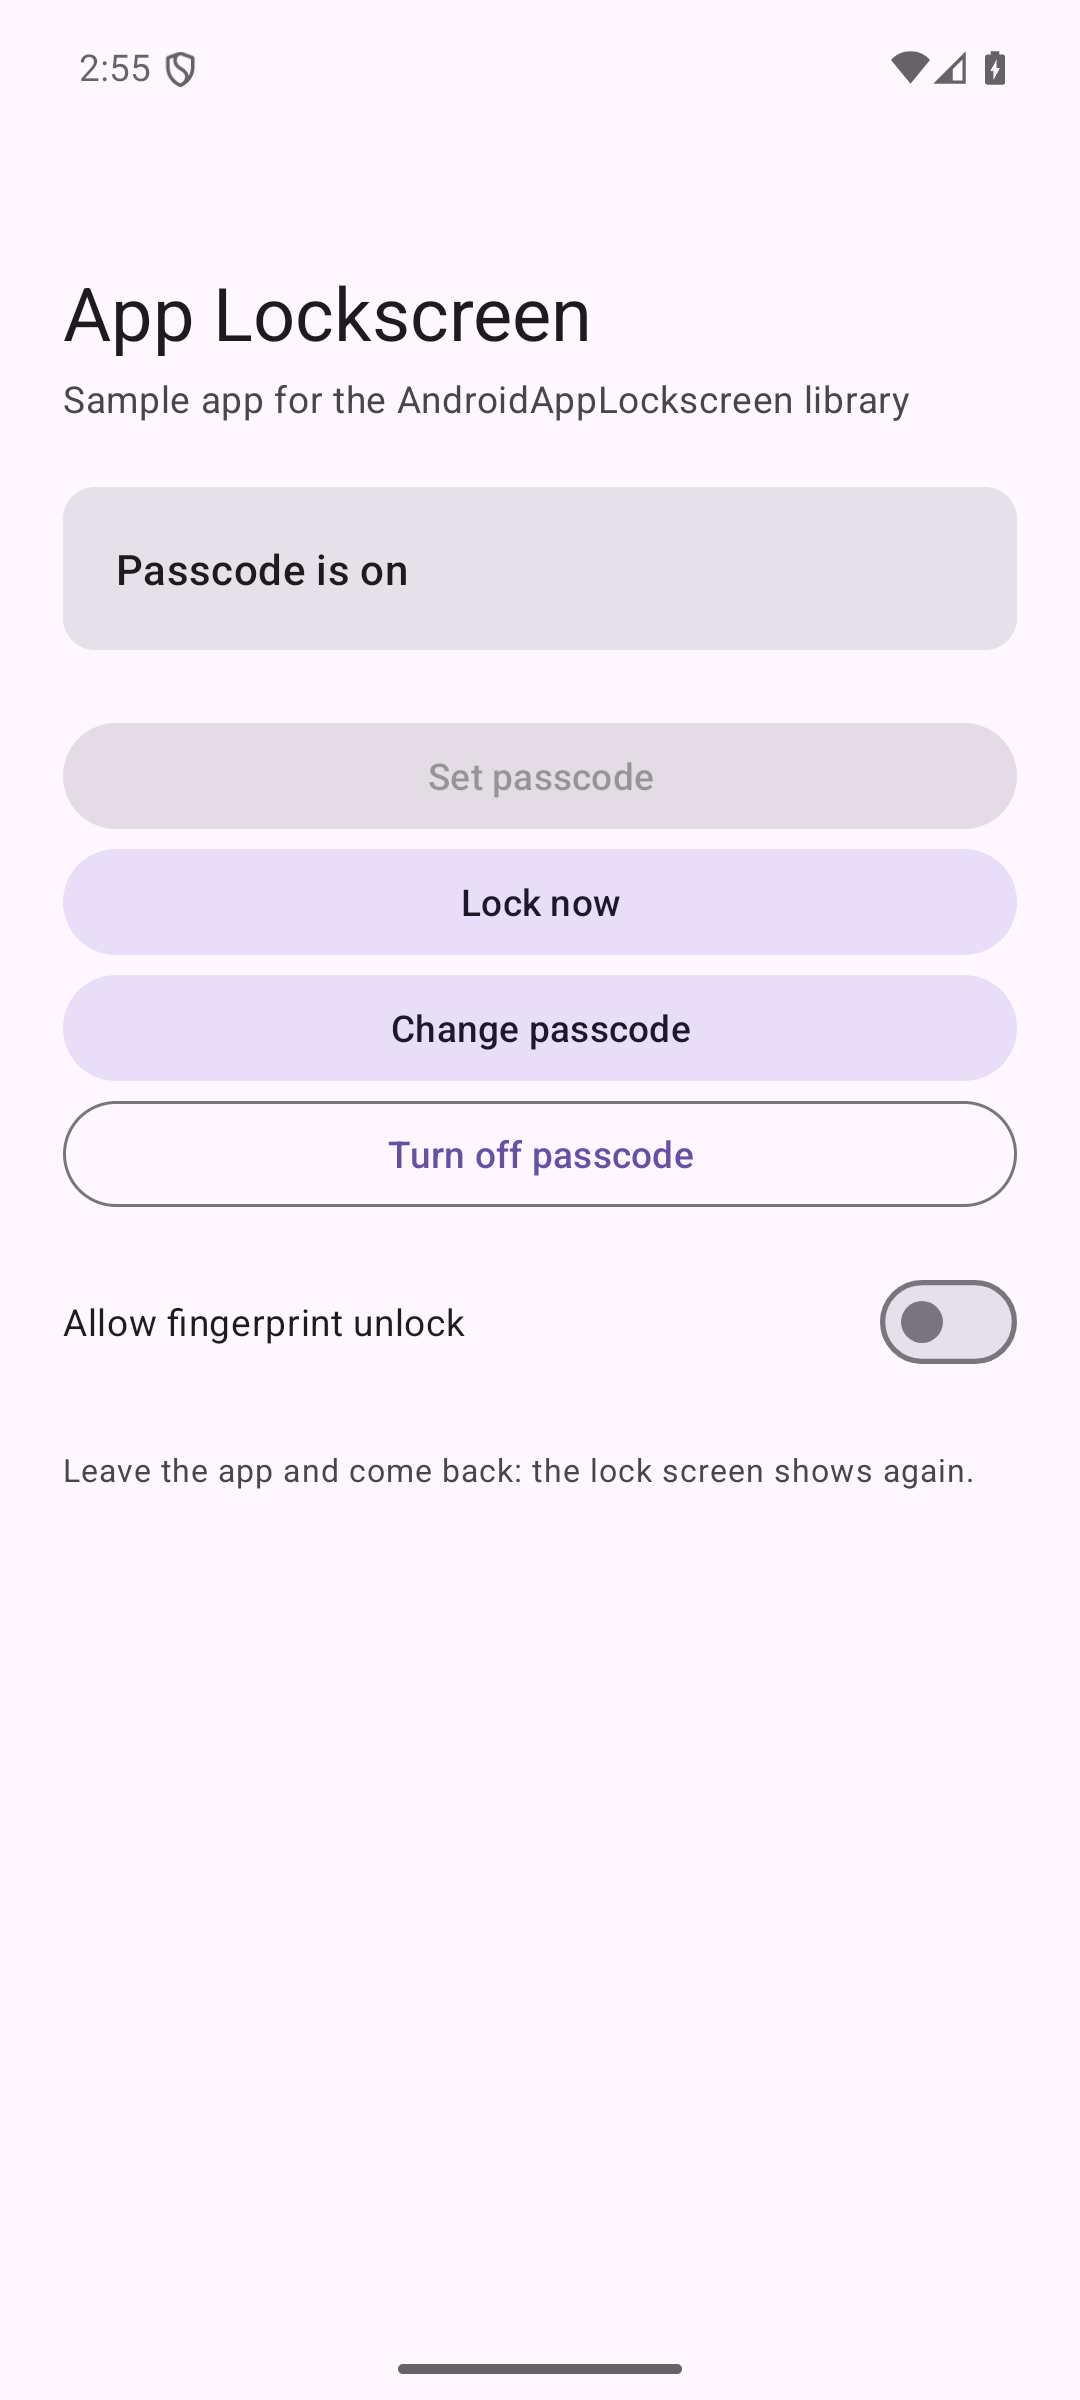 2:55
App Lockscreen
Sample app for the AndroidAppLockscreen library
Passcode is on
Set passcode
Lock now
Change passcode
Turn off passcode
Allow fingerprint unlock
Leave the app and come back: the lock screen shows again.